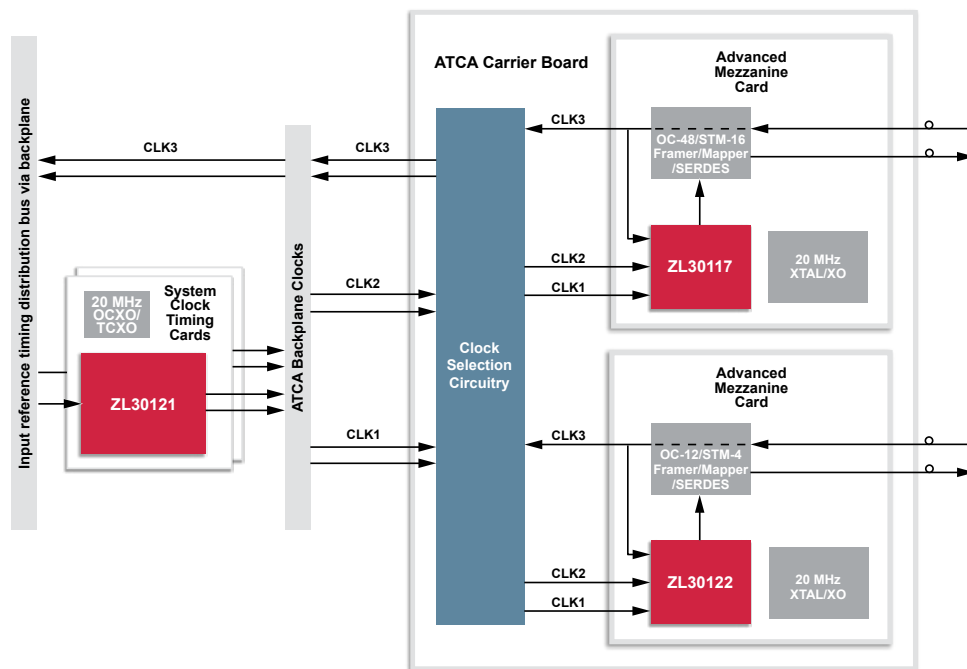 Input reference timing distribution bus via backplane
CLK3
20 MHz
OCXO/
TCXO
System
Clock
Timing
Cards
ZL30121
ATCA Backplane Clocks
CLK3
CLK2
CLK1
ATCA Carrier Board
Clock
Selection
Circuitry
Advanced
Mezzanine
Card
CLK3
OC-48/STM-16
Framer/Mapper
/SERDES
CLK2
CLK1
ZL30117
20 MHz
XTAL/XO
Advanced
Mezzanine
Card
CLK3
OC-12/STM-4
Framer/Mapper
/SERDES
CLK2
CLK1
ZL30122
20 MHz
XTAL/XO